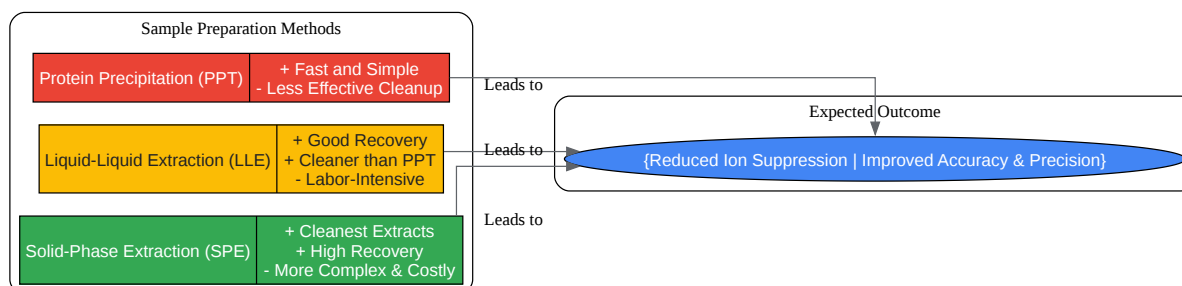 Sample Preparation Methods
Protein Precipitation (PPT)
+ Fast and Simple
- Less Effective Cleanup
Leads to
Expected Outcome
Liquid-Liquid Extraction (LLE)
+ Good Recovery
+ Cleaner than PPT
- Labor-Intensive
Leads to
{Reduced Ion Suppression | Improved Accuracy & Precision}
Solid-Phase Extraction (SPE)
+ Cleanest Extracts
+ High Recovery
- More Complex & Costly
Leads to